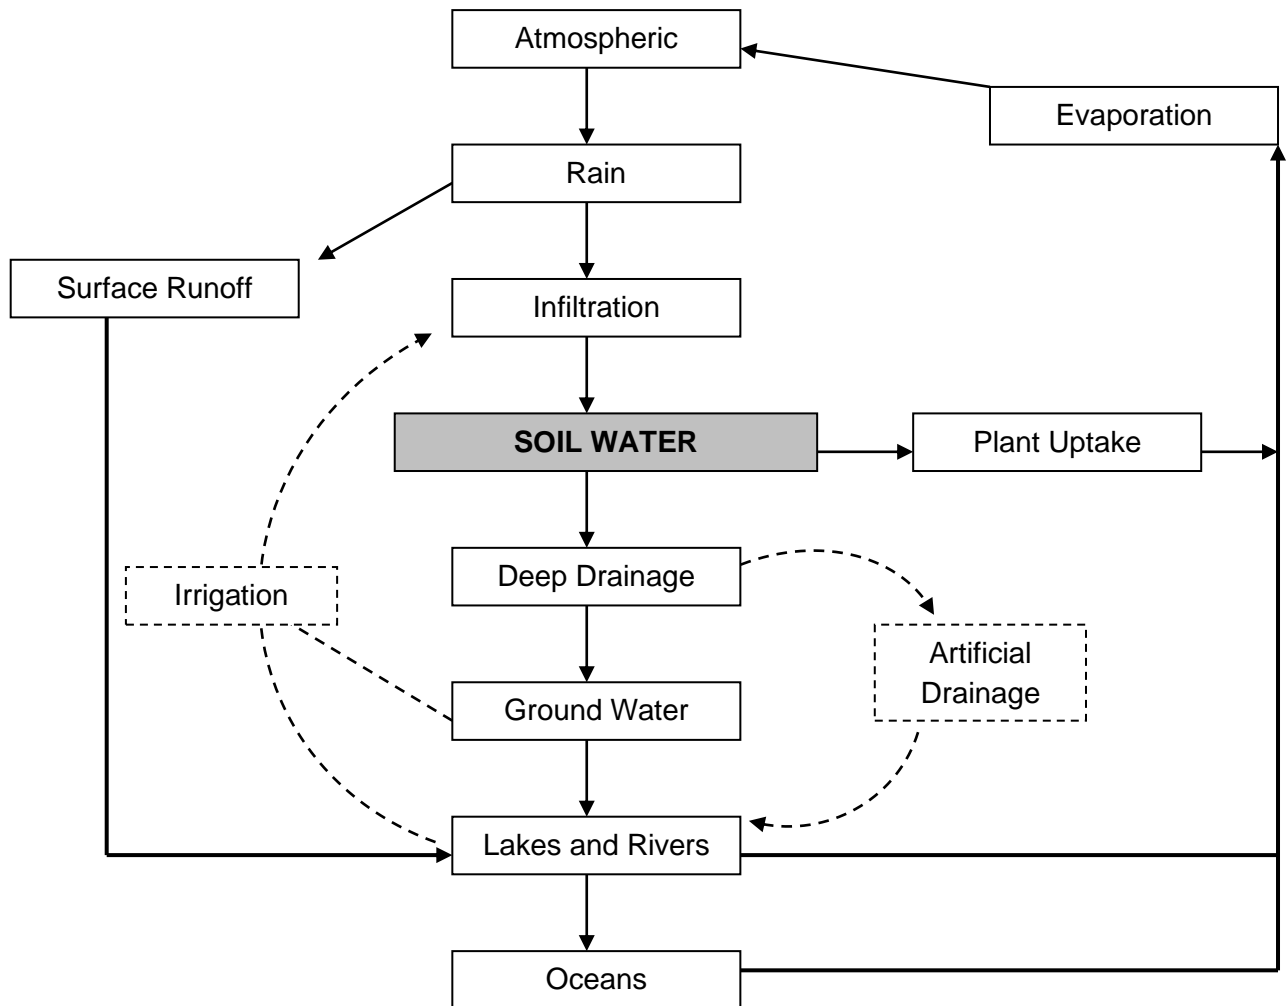 Atmospheric
Evaporation
Rain
Surface Runoff
Infiltration
SOIL WATER
Plant Uptake
Deep Drainage
Irrigation
Artificial
Drainage
Ground Water
Lakes and Rivers
Oceans